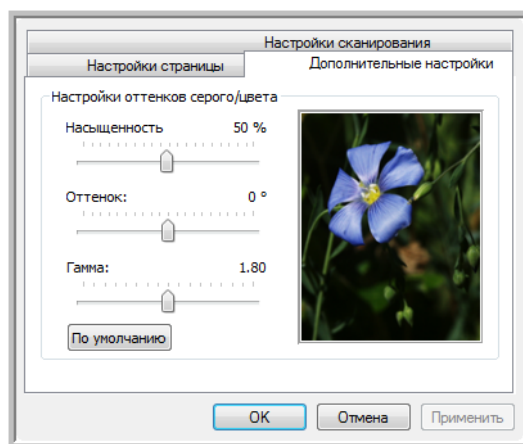 Настройки сканирования
Настройки страницы
Дополнительные настройки
Настройки оттенков серого/цвета
Насыщенность 50 %
Оттенок: 0 °
Гамма: 1.80
По умолчанию
OK Отмена Применить